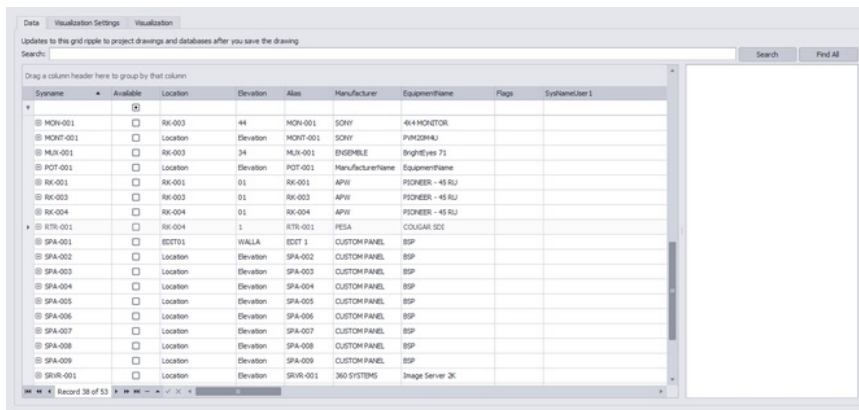 Data Visualization Settings Visualization
Updates to this grid ripple to project drawings and databases after you save the drawing
Search: Search Find All
Drag a column header here to group by that column
Sysname Available Location Elevation Alias Manufacturer EquipmentName Flags SysNameUser1
MON-001 RK-003 44 MON-001 SONY 4X4 MONITOR
MONT-001 Location Elevation MONT-001 SONY PVM20M4U
MUX-001 RK-003 34 MUX-001 ENSEMBLE BrightEyes 71
POT-001 Location Elevation POT-001 ManufacturerName EquipmentName
RK-001 RK-001 01 RK-001 APW PIONEER - 45 RU
RK-003 RK-003 01 RK-003 APW PIONEER - 45 RU
RK-004 RK-004 01 RK-004 APW PIONEER - 45 RU
RTR-001 RK-004 1 RTR-001 PESA COUGAR SDI
SPA-001 EDIT01 WALLA EDIT 1 CUSTOM PANEL BSP
SPA-002 Location Elevation SPA-002 CUSTOM PANEL BSP
SPA-003 Location Elevation SPA-003 CUSTOM PANEL BSP
SPA-004 Location Elevation SPA-004 CUSTOM PANEL BSP
SPA-005 Location Elevation SPA-005 CUSTOM PANEL BSP
SPA-006 Location Elevation SPA-006 CUSTOM PANEL BSP
SPA-007 Location Elevation SPA-007 CUSTOM PANEL BSP
SPA-008 Location Elevation SPA-008 CUSTOM PANEL BSP
SPA-009 Location Elevation SPA-009 CUSTOM PANEL BSP
SRVR-001 Location Elevation SRVR-001 360 SYSTEMS Image Server 2K
Record 38 of 53